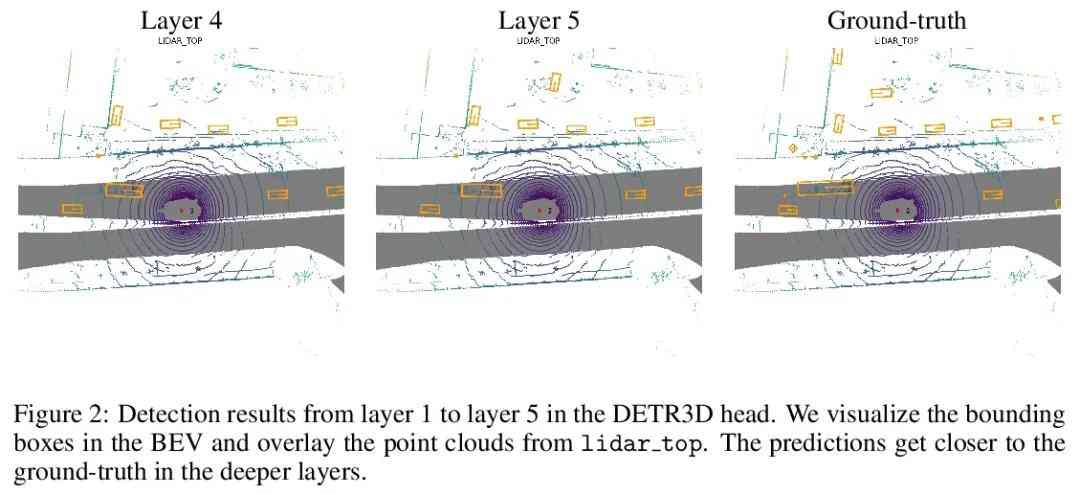 Layer 4 Layer 5 Ground-truth
LIDAR_TOP LIDAR_TOP LIDAR_TOP
Figure 2: Detection results from layer 1 to layer 5 in the DETR3D head. We visualize the bounding
boxes in the BEV and overlay the point clouds from lidar_top. The predictions get closer to the
ground-truth in the deeper layers.